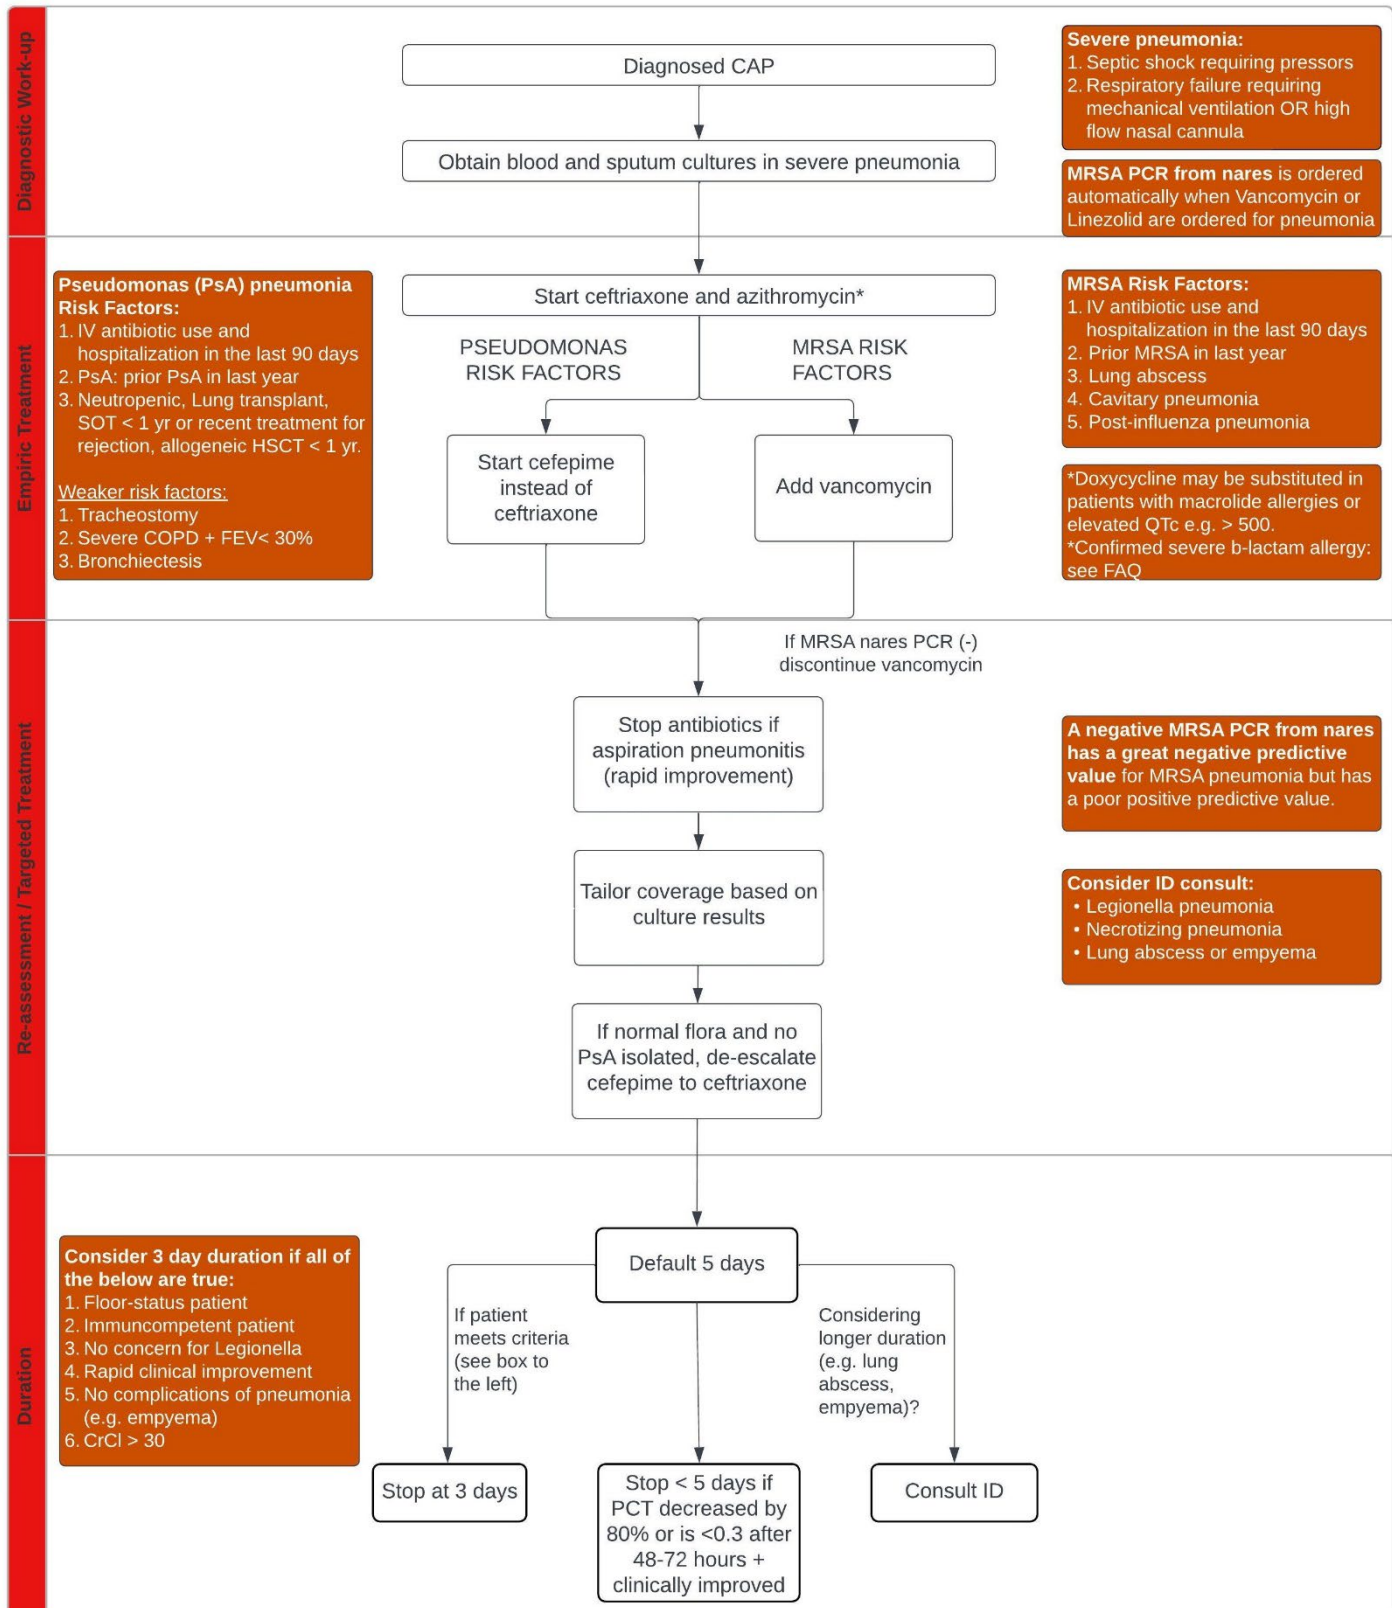 Diagnostic Work-up
Diagnosed CAP
Obtain blood and sputum cultures in severe pneumonia
Severe pneumonia:
1. Septic shock requiring pressors
2. Respiratory failure requiring
mechanical ventilation OR high
flow nasal cannula
MRSA PCR from nares is ordered
automatically when Vancomycin or
Linezolid are ordered for pneumonia
Empiric Treatment
Pseudomonas (PsA) pneumonia
Risk Factors:
1. IV antibiotic use and
hospitalization in the last 90 days
2. PsA: prior PsA in last year
3. Neutropenic, Lung transplant,
SOT < 1 yr or recent treatment for
rejection, allogeneic HSCT < 1 yr.
Weaker risk factors:
1. Tracheostomy
2. Severe COPD + FEV< 30%
3. Bronchiectesis
Start ceftriaxone and azithromycin*
PSEUDOMONAS
RISK FACTORS
MRSA RISK
FACTORS
Start cefepime
instead of
ceftriaxone
Add vancomycin
MRSA Risk Factors:
1. IV antibiotic use and
hospitalization in the last 90 days
2. Prior MRSA in last year
3. Lung abscess
4. Cavitary pneumonia
5. Post-influenza pneumonia
*Doxycycline may be substituted in
patients with macrolide allergies or
elevated QTc e.g. > 500.
*Confirmed severe b-lactam allergy:
see FAQ
Re-assessment / Targeted Treatment
If MRSA nares PCR (-)
discontinue vancomycin
Stop antibiotics if
aspiration pneumonitis
(rapid improvement)
Tailor coverage based on
culture results
If normal flora and no
PsA isolated, de-escalate
cefepime to ceftriaxone
A negative MRSA PCR from nares
has a great negative predictive
value for MRSA pneumonia but has
a poor positive predictive value.
Consider ID consult:
• Legionella pneumonia
• Necrotizing pneumonia
• Lung abscess or empyema
Duration
Consider 3 day duration if all of
the below are true:
1. Floor-status patient
2. Immuncompetent patient
3. No concern for Legionella
4. Rapid clinical improvement
5. No complications of pneumonia
(e.g. empyema)
6. CrCl > 30
Default 5 days
If patient
meets criteria
(see box to
the left)
Considering
longer duration
(e.g. lung
abscess,
empyema)?
Stop at 3 days
Stop < 5 days if
PCT decreased by
80% or is <0.3 after
48-72 hours +
clinically improved
Consult ID